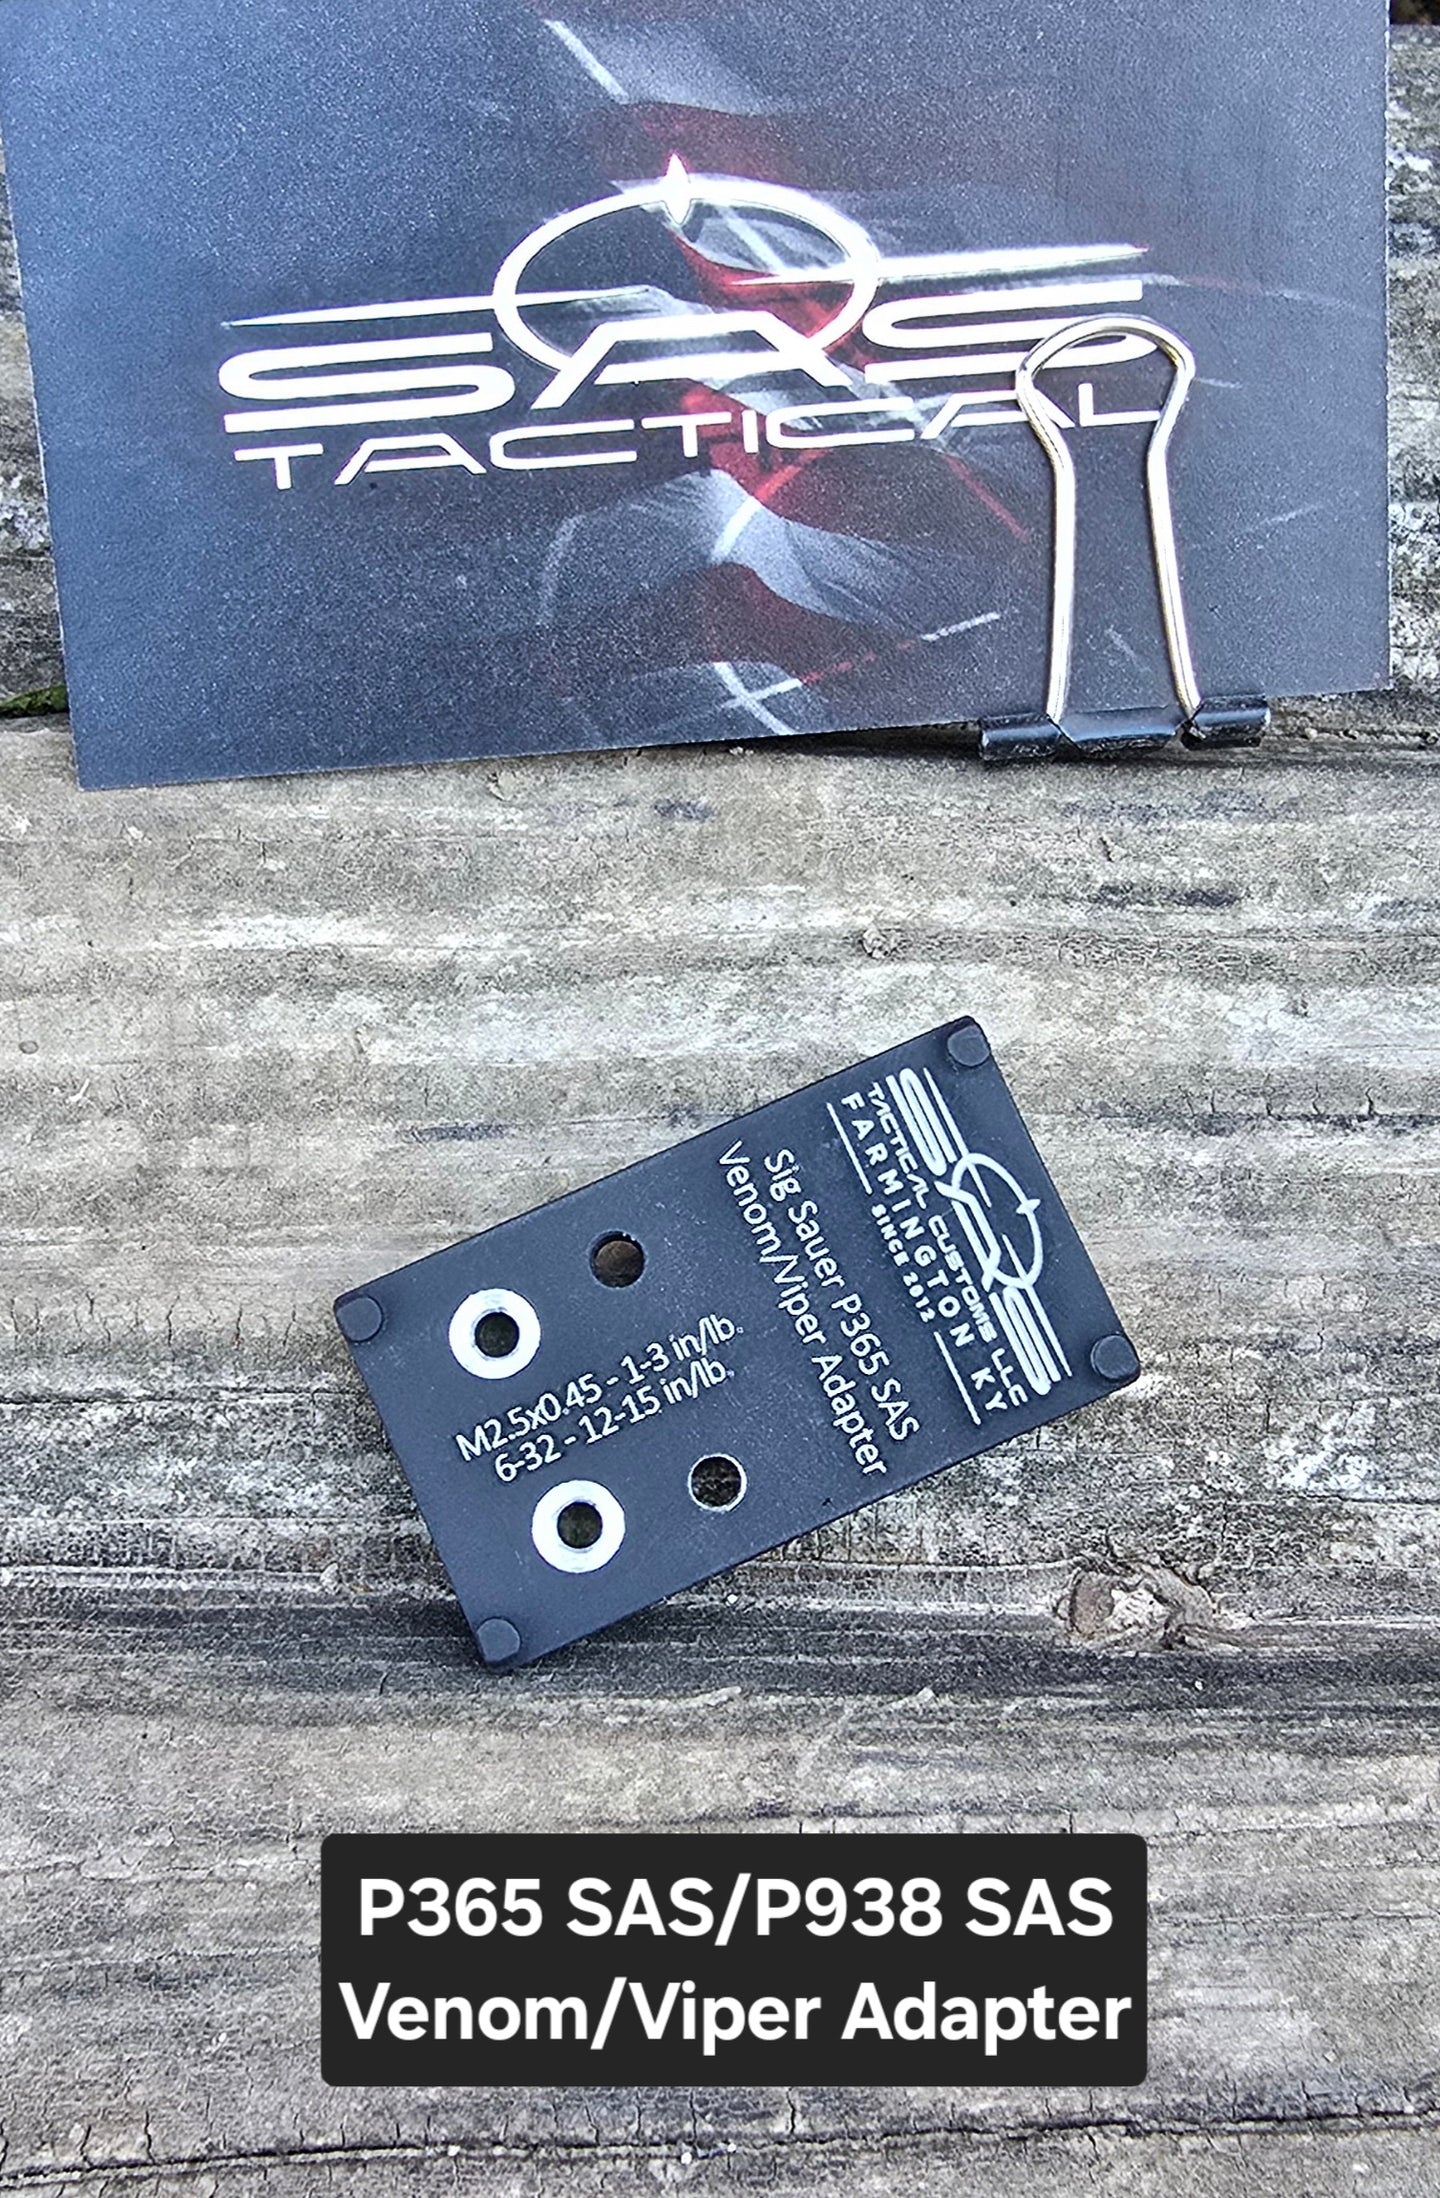 SAS
TACTICAL
SAS
TACTICAL CUSTOMS LLC
FARMINGTON KY
SINCE 2012
Sig Sauer P365 SAS
Venom/Viper Adapter
M2.5x0.45 - 1-3 in/lb.
6-32 - 12-15 in/lb.
P365 SAS/P938 SAS
Venom/Viper Adapter